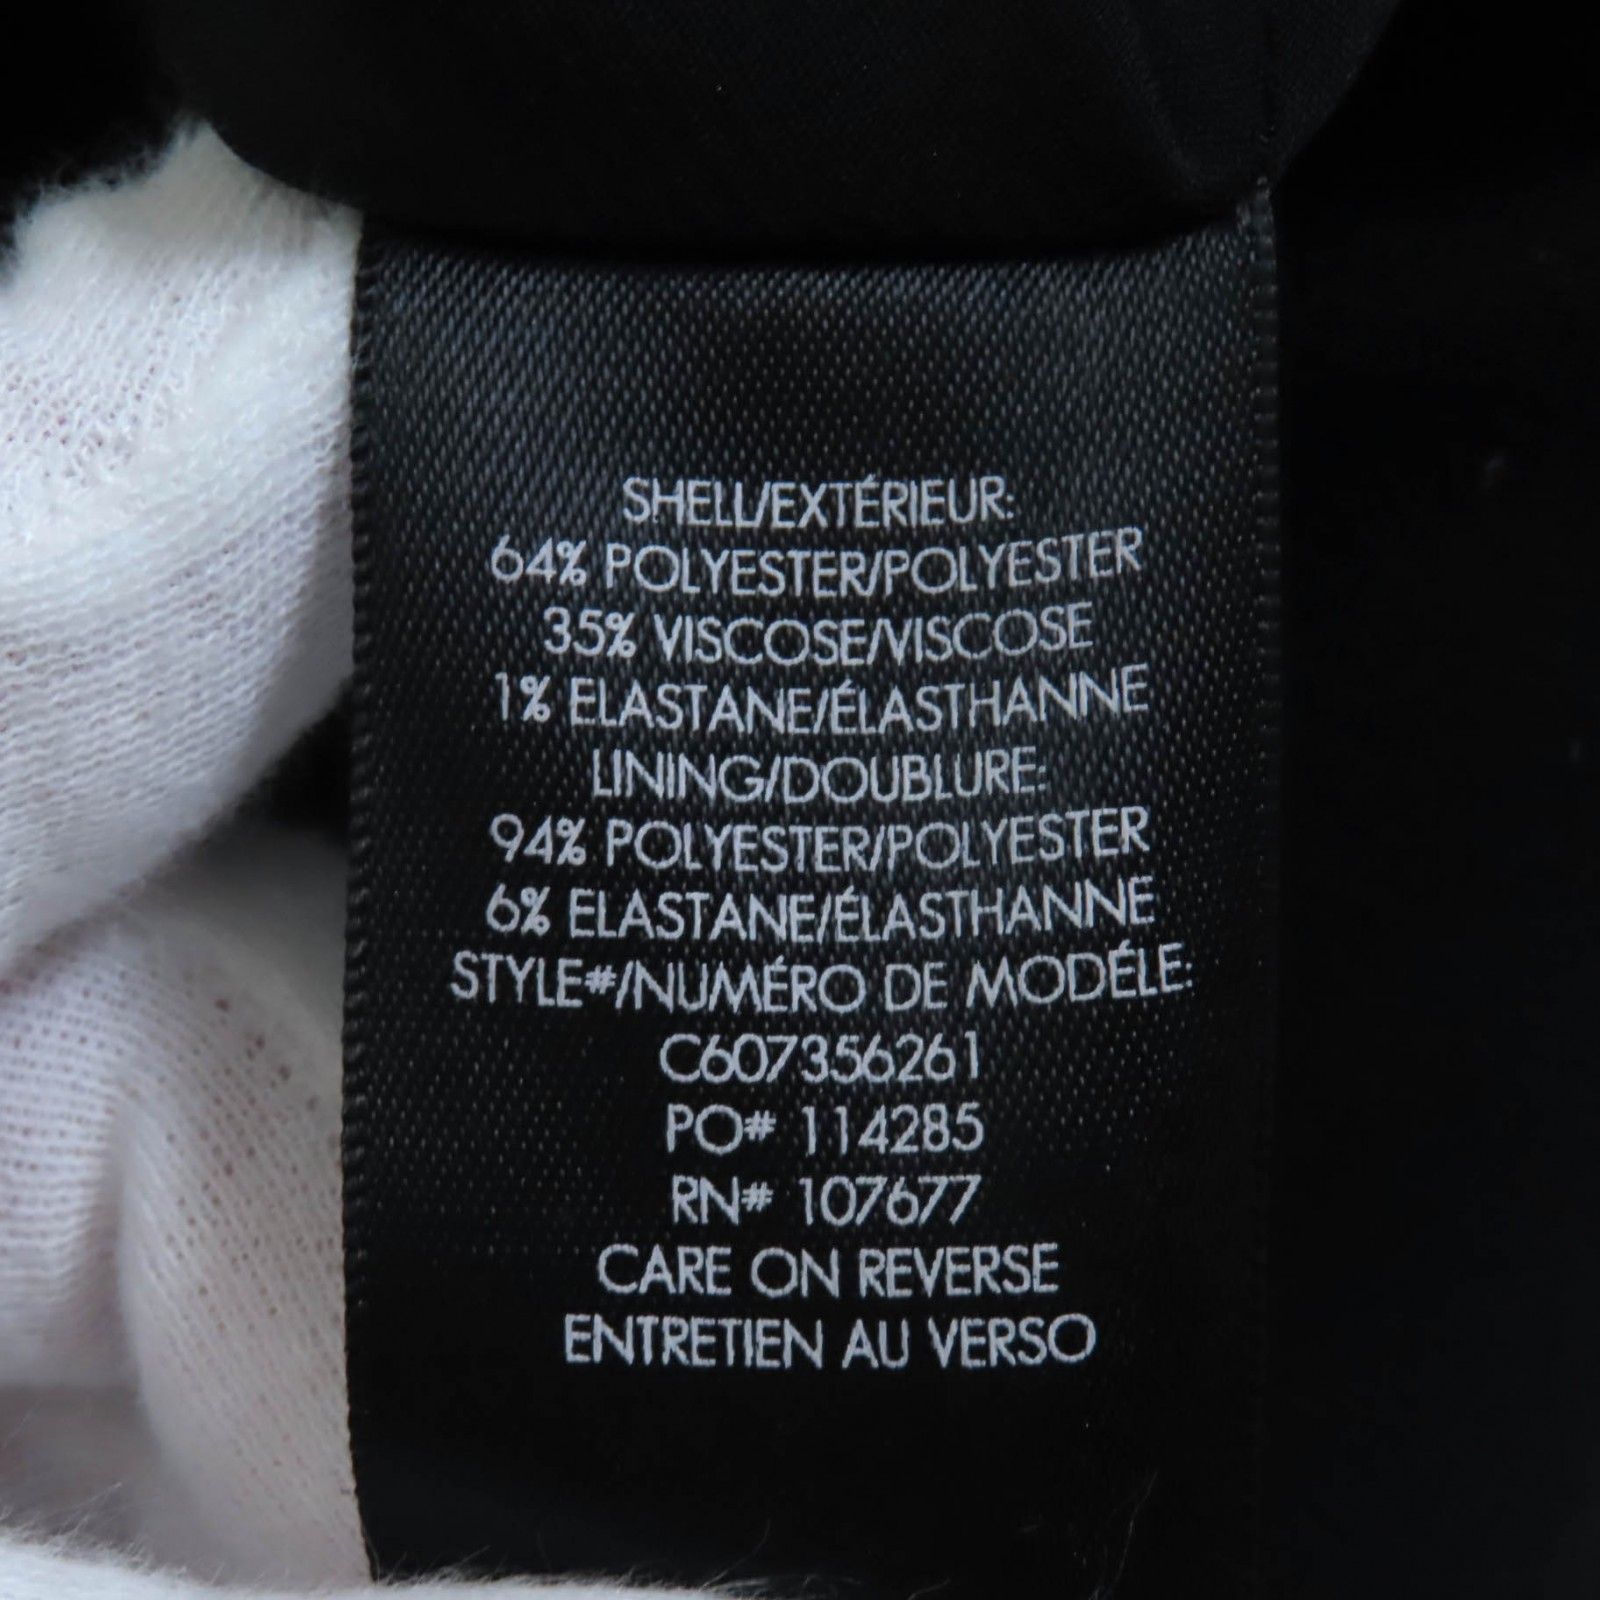 SHELL/EXTÉRIEUR:
64% POLYESTER/POLYESTER
35% VISCOSE/VISCOSE
1% ELASTANE/ÉLASTHANNE
LINING/DOUBLURE:
94% POLYESTER/POLYESTER
6% ELASTANE/ÉLASTHANNE
STYLE#/NUMÉRO DE MODÉLE:
C607356261
PO# 114285
RN# 107677
CARE ON REVERSE
ENTRETIEN AU VERSO